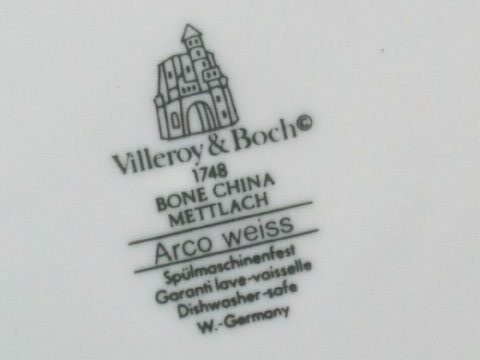 Villeroy & Boch©
1748
BONE CHINA
METTLACH
Arco weiss
Spülmaschinenfest
Garanti lave-vaisselle
Dishwasher-safe
W.-Germany